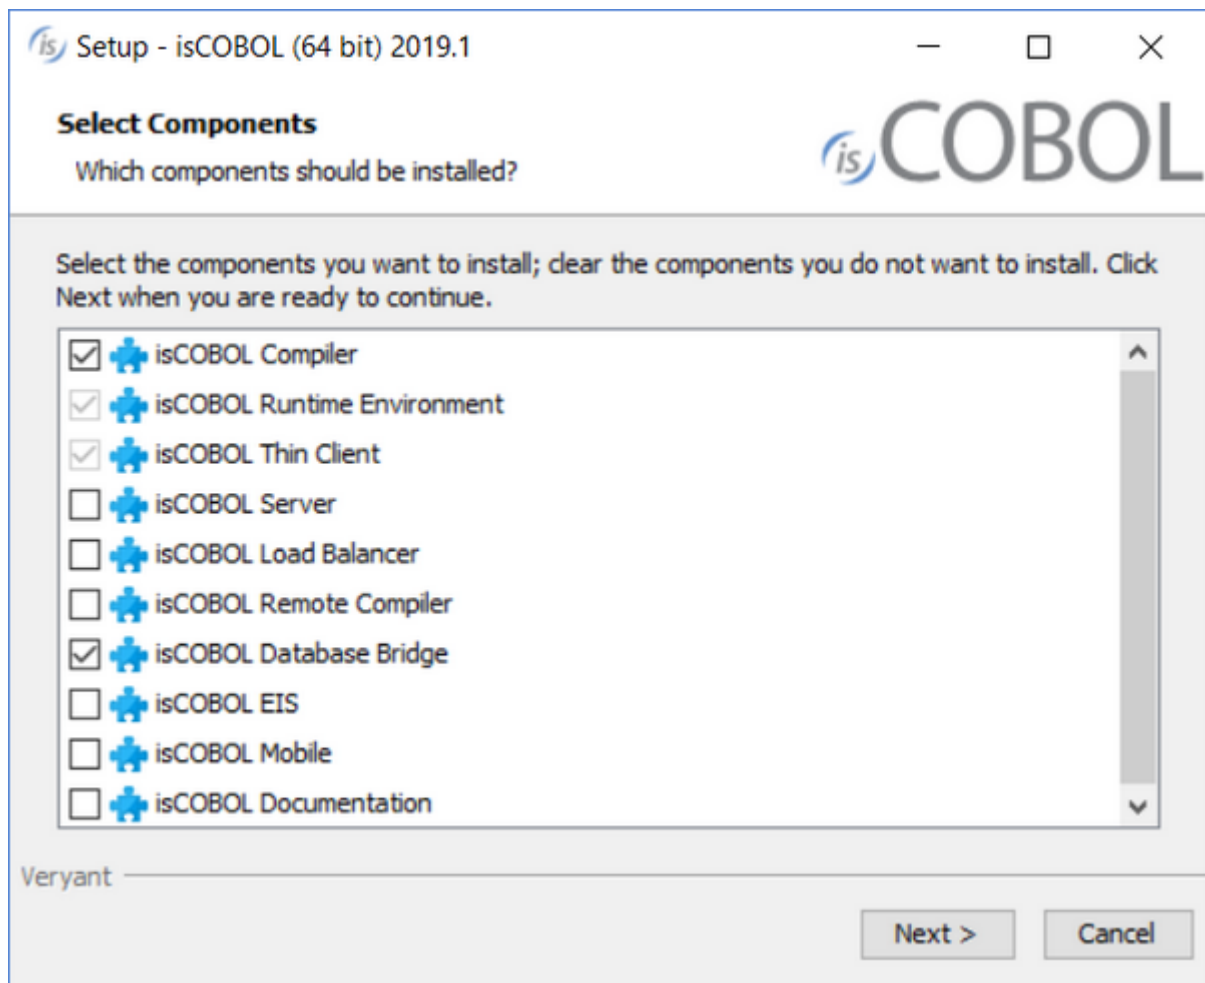 is Setup - isCOBOL (64 bit) 2019.1
Select Components
Which components should be installed?
is COBOL
Select the components you want to install; clear the components you do not want to install. Click
Next when you are ready to continue.
isCOBOL Compiler
isCOBOL Runtime Environment
isCOBOL Thin Client
isCOBOL Server
isCOBOL Load Balancer
isCOBOL Remote Compiler
isCOBOL Database Bridge
isCOBOL EIS
isCOBOL Mobile
isCOBOL Documentation
Veryant
Next > Cancel